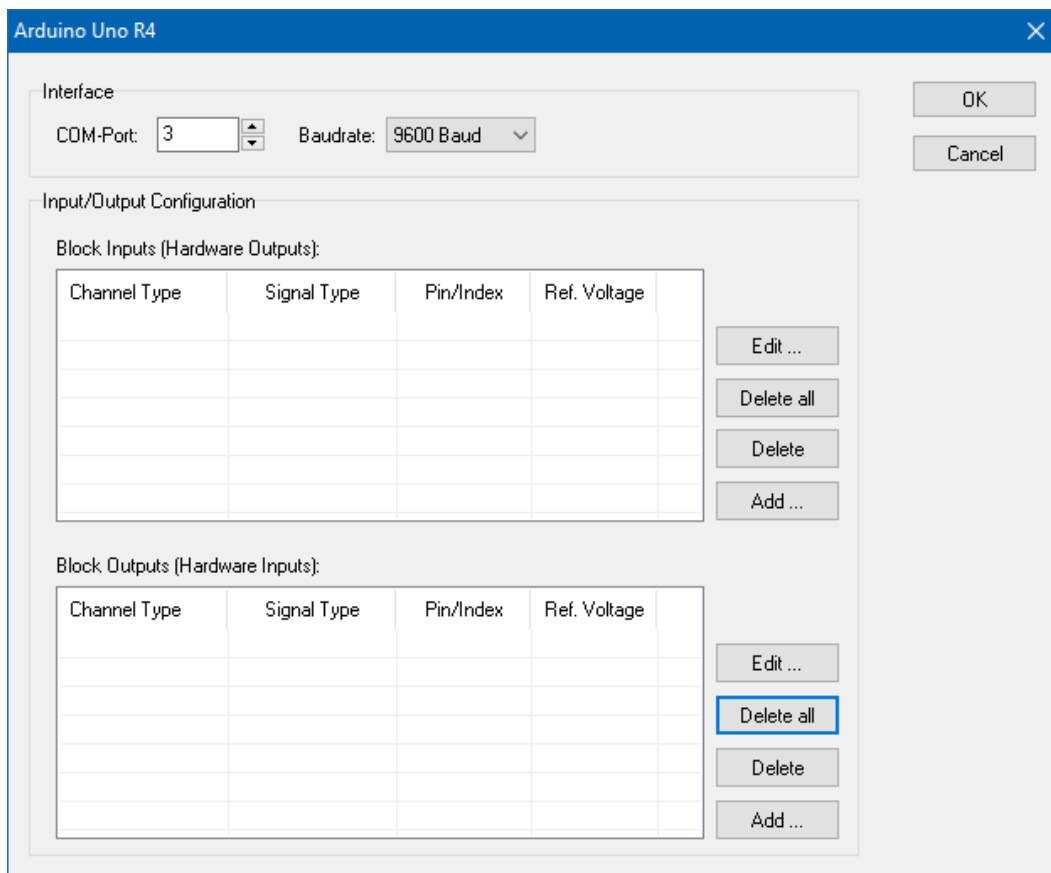 Arduino Uno R4
Interface
COM-Port: 3 Baudrate: 9600 Baud
OK
Cancel
Input/Output Configuration
Block Inputs (Hardware Outputs):
Channel Type Signal Type Pin/Index Ref. Voltage
Edit ...
Delete all
Delete
Add ...
Block Outputs (Hardware Inputs):
Channel Type Signal Type Pin/Index Ref. Voltage
Edit ...
Delete all
Delete
Add ...